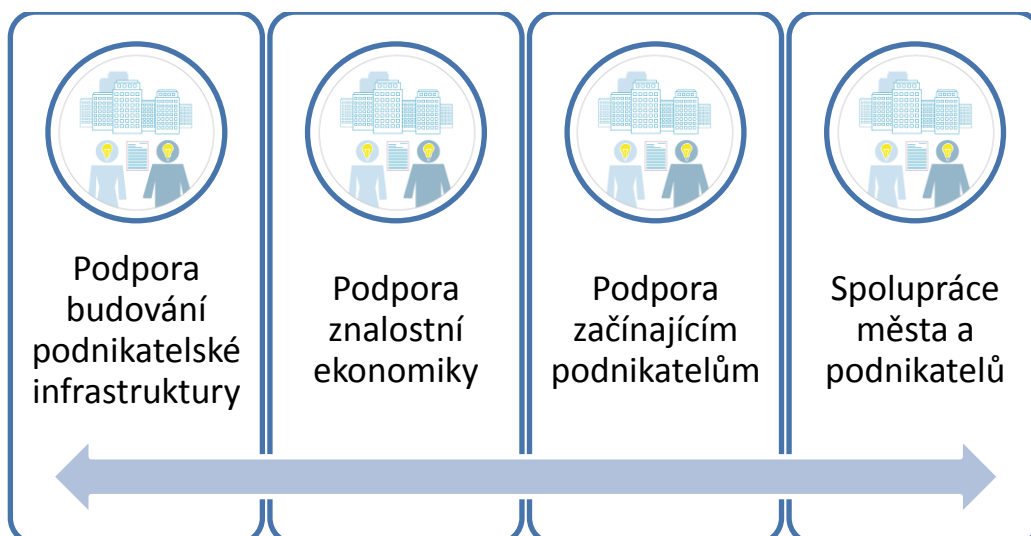 Podpora
budování
podnikatelské
infrastruktury
Podpora
znalostní
ekonomiky
Podpora
začínajícím
podnikatelům
Spolupráce
města a
podnikatelů